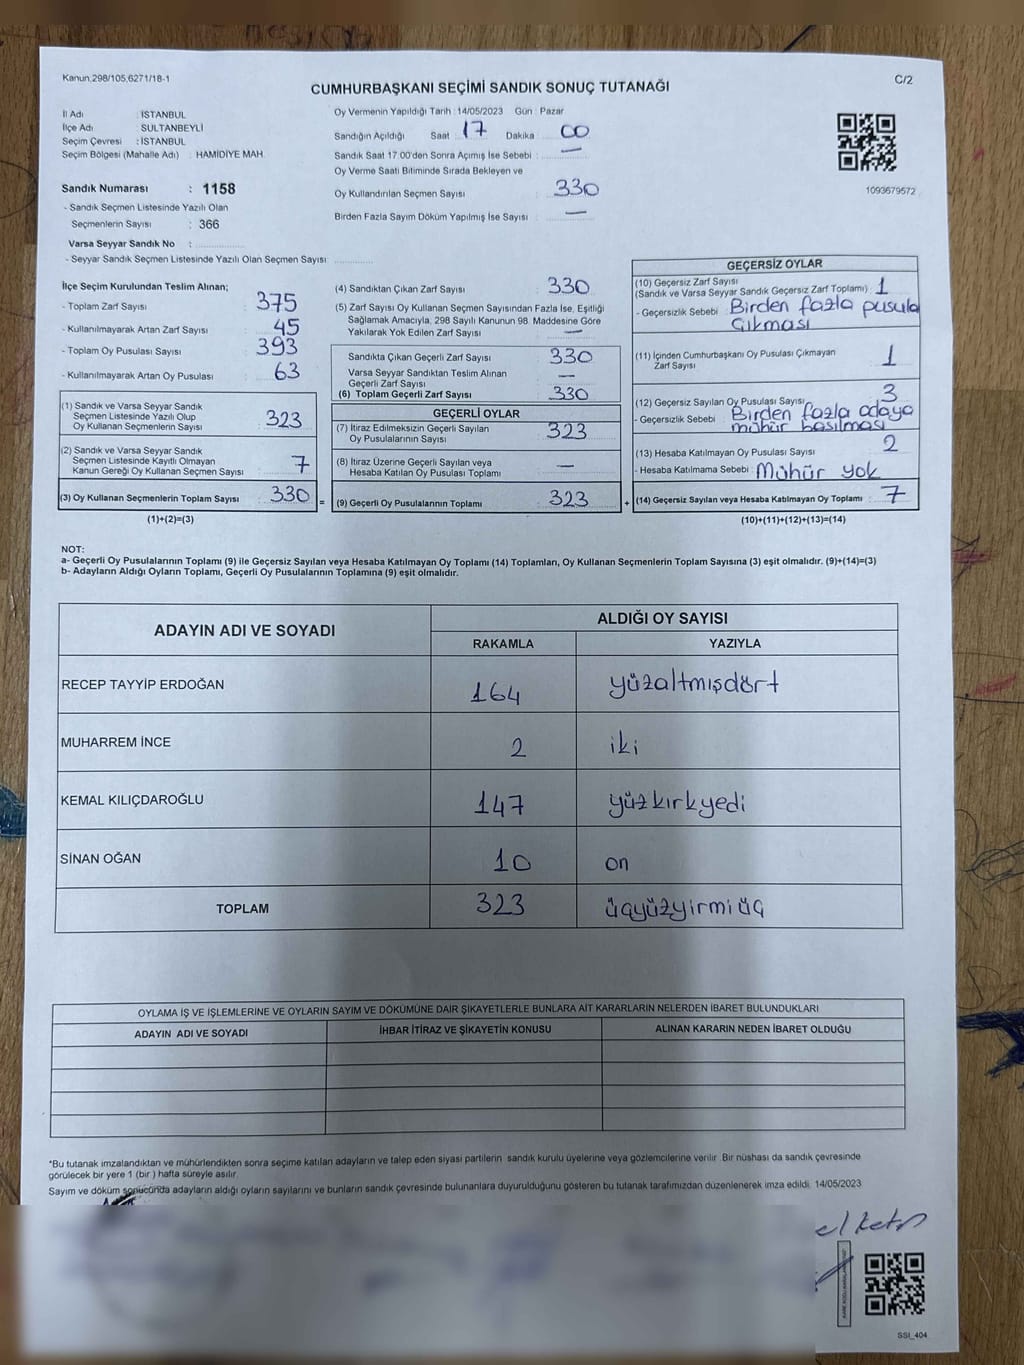 Kanun,298/105,6271/18-1
C/2
CUMHURBAŞKANI SEÇİMİ SANDIK SONUÇ TUTANAĞI
İl Adı : İSTANBUL
İlçe Adı : SULTANBEYLİ
Seçim Çevresi : İSTANBUL
Seçim Bölgesi (Mahalle Adı) : HAMİDİYE MAH
Sandık Numarası : 1158
- Sandık Seçmen Listesinde Yazılı Olan
Seçmenlerin Sayısı : 366
Varsa Seyyar Sandık No :
- Seyyar Sandık Seçmen Listesinde Yazılı Olan Seçmen Sayısı
Oy Vermenin Yapıldığı Tarih : 14/05/2023 Gün : Pazar
Sandığın Açıldığı Saat 17 Dakika 00
Sandık Saat 17:00'den Sonra Açımış İse Sebebi : —
Oy Verme Saati Bitiminde Sırada Bekleyen ve
Oy Kullandırılan Seçmen Sayısı : 330
Birden Fazla Sayım Döküm Yapılmış İse Sayısı : —
1093679572
İlçe Seçim Kurulundan Teslim Alınan;
- Toplam Zarf Sayısı 375
- Kullanılmayarak Artan Zarf Sayısı 45
- Toplam Oy Pusulası Sayısı 393
- Kullanılmayarak Artan Oy Pusulası 63
(1) Sandık ve Varsa Seyyar Sandık
Seçmen Listesinde Yazılı Olup
Oy Kullanan Seçmenlerin Sayısı 323
(2) Sandık ve Varsa Seyyar Sandık
Seçmen Listesinde Kayıtlı Olmayan
Kanun Gereği Oy Kullanan Seçmen Sayısı 7
(3) Oy Kullanan Seçmenlerin Toplam Sayısı 330 =
(1)+(2)=(3)
(4) Sandıktan Çıkan Zarf Sayısı 330
(5) Zarf Sayısı Oy Kullanan Seçmen Sayısından Fazla İse, Eşitliği
Sağlamak Amacıyla, 298 Sayılı Kanunun 98. Maddesine Göre
Yakılarak Yok Edilen Zarf Sayısı —
Sandıkta Çıkan Geçerli Zarf Sayısı 330
Varsa Seyyar Sandıktan Teslim Alınan
Geçerli Zarf Sayısı —
(6) Toplam Geçerli Zarf Sayısı 330
GEÇERLİ OYLAR
(7) İtiraz Edilmeksizin Geçerli Sayılan
Oy Pusulalarının Sayısı 323
(8) İtiraz Üzerine Geçerli Sayılan veya
Hesaba Katılan Oy Pusulası Toplamı —
(9) Geçerli Oy Pusulalarının Toplamı 323 +
GEÇERSİZ OYLAR
(10) Geçersiz Zarf Sayısı
(Sandık ve Varsa Seyyar Sandık Geçersiz Zarf Toplamı) : 1
- Geçersizlik Sebebi : Birden fazla pusula
Çıkması
(11) İçinden Cumhurbaşkanı Oy Pusulası Çıkmayan
Zarf Sayısı 1
(12) Geçersiz Sayılan Oy Pusulası Sayısı 3
- Geçersizlik Sebebi : Birden fazla adaya
mühür basılması
(13) Hesaba Katılmayan Oy Pusulası Sayısı 2
- Hesaba Katılmama Sebebi : Mühür yok
(14) Geçersiz Sayılan veya Hesaba Katılmayan Oy Toplamı 7
(10)+(11)+(12)+(13)=(14)
NOT:
a- Geçerli Oy Pusulalarının Toplamı (9) ile Geçersiz Sayılan veya Hesaba Katılmayan Oy Toplamı (14) Toplamları, Oy Kullanan Seçmenlerin Toplam Sayısına (3) eşit olmalıdır. (9)+(14)=(3)
b- Adayların Aldığı Oyların Toplamı, Geçerli Oy Pusulalarının Toplamına (9) eşit olmalıdır.
ADAYIN ADI VE SOYADI ALDIĞI OY SAYISI
RAKAMLA YAZIYLA
RECEP TAYYİP ERDOĞAN 164 yüzaltmışdört
MUHARREM İNCE 2 iki
KEMAL KILIÇDAROĞLU 147 yüzkırkyedi
SİNAN OĞAN 10 on
TOPLAM 323 üçyüzyirmiüç
OYLAMA İŞ VE İŞLEMLERİNE VE OYLARIN SAYIM VE DÖKÜMÜNE DAİR ŞİKAYETLERLE BUNLARA AİT KARARLARIN NELERDEN İBARET BULUNDUKLARI
ADAYIN ADI VE SOYADI İHBAR İTİRAZ VE ŞİKAYETİN KONUSU ALINAN KARARIN NEDEN İBARET OLDUĞU
*Bu tutanak imzalandıktan ve mühürlendikten sonra seçime katılan adayların ve talep eden siyasi partilerin sandık kurulu üyelerine veya gözlemcilerine verilir. Bir nüshası da sandık çevresinde
görülecek bir yere 1 (bir ) hafta süreyle asılır.
Sayım ve döküm sonucunda adayların aldığı oyların sayılarını ve bunların sandık çevresinde bulunanlara duyurulduğunu gösteren bu tutanak tarafımızdan düzenlenerek imza edildi. 14/05/2023
SSI_404